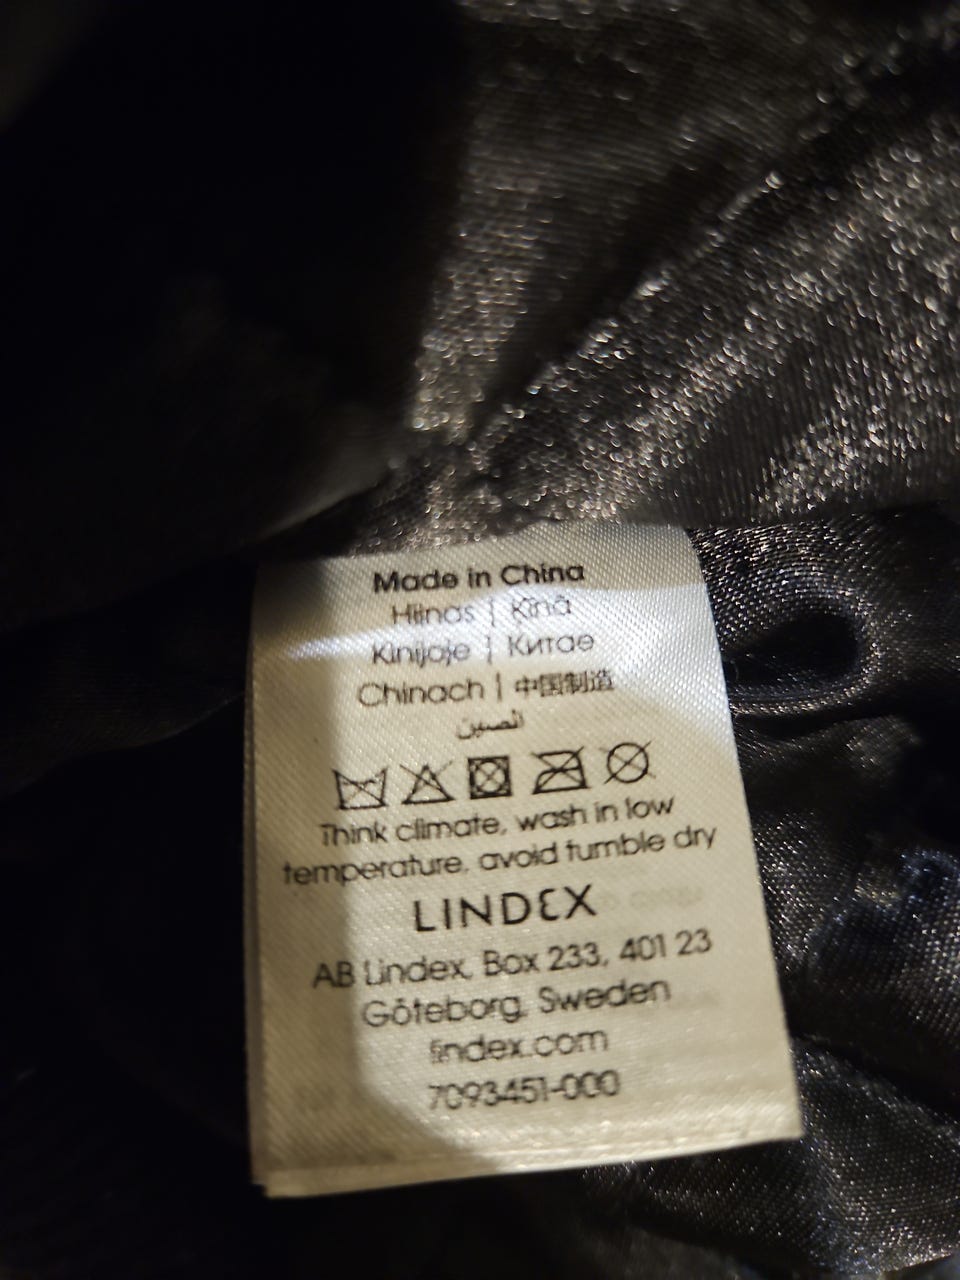 Made in China
Hiinas | Ķīnā
Kinijoje | Китае
Chinach | 中国制造
الصين
Think climate, wash in low
temperature, avoid tumble dry
LINDEX
AB Lindex, Box 233, 401 23
Göteborg, Sweden
lindex.com
7093451-000